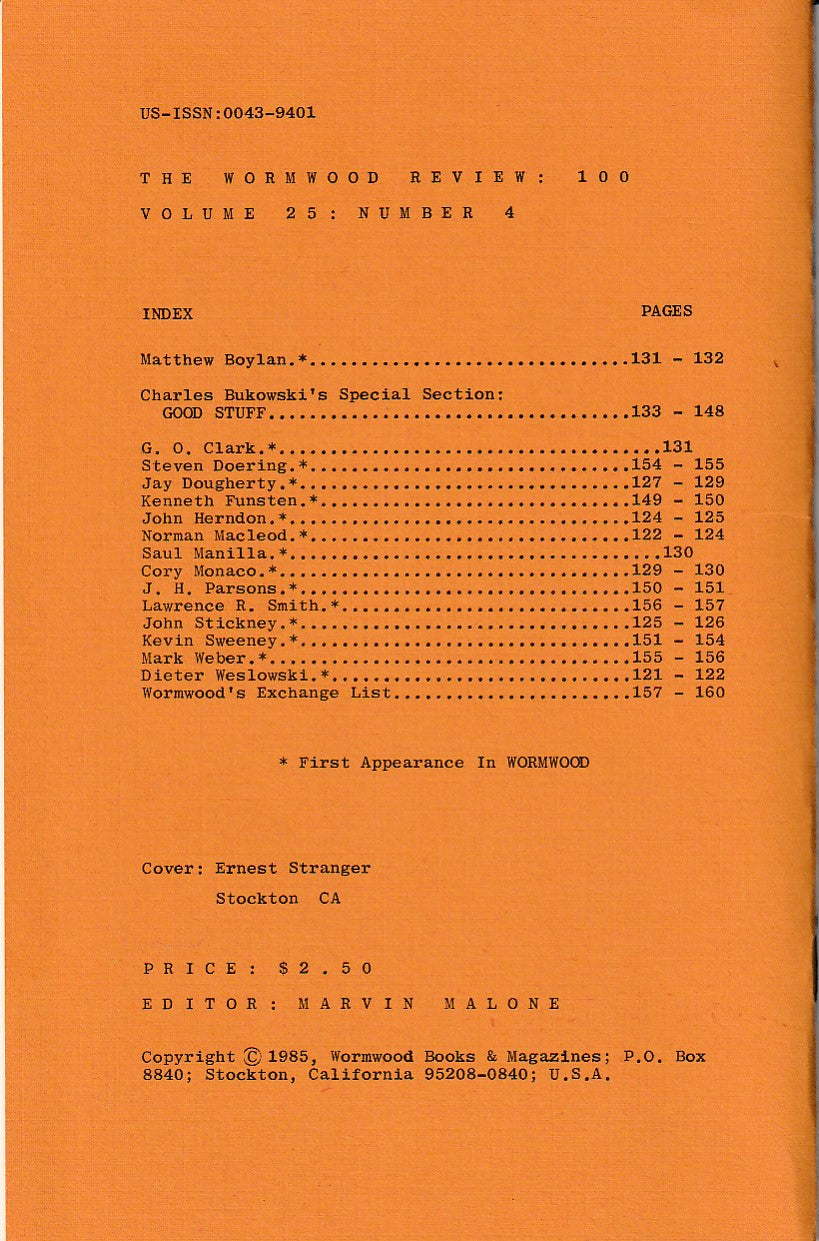 US-ISSN:0043-9401
THE WORMWOOD REVIEW: 100
VOLUME 25: NUMBER 4
INDEX PAGES
Matthew Boylan.*...............................131 - 132
Charles Bukowski's Special Section:
GOOD STUFF...................................133 - 148
G. O. Clark.*.....................................131
Steven Doering.*...............................154 - 155
Jay Dougherty.*................................127 - 129
Kenneth Funsten.*..............................149 - 150
John Herndon.*.................................124 - 125
Norman Macleod.*...............................122 - 124
Saul Manilla.*....................................130
Cory Monaco.*..................................129 - 130
J. H. Parsons.*................................150 - 151
Lawrence R. Smith.*............................156 - 157
John Stickney.*................................125 - 126
Kevin Sweeney.*................................151 - 154
Mark Weber.*...................................155 - 156
Dieter Weslowski.*.............................121 - 122
Wormwood's Exchange List.......................157 - 160
* First Appearance In WORMWOOD
Cover: Ernest Stranger
Stockton CA
PRICE: $2.50
EDITOR: MARVIN MALONE
Copyright © 1985, Wormwood Books & Magazines; P.O. Box
8840; Stockton, California 95208-0840; U.S.A.